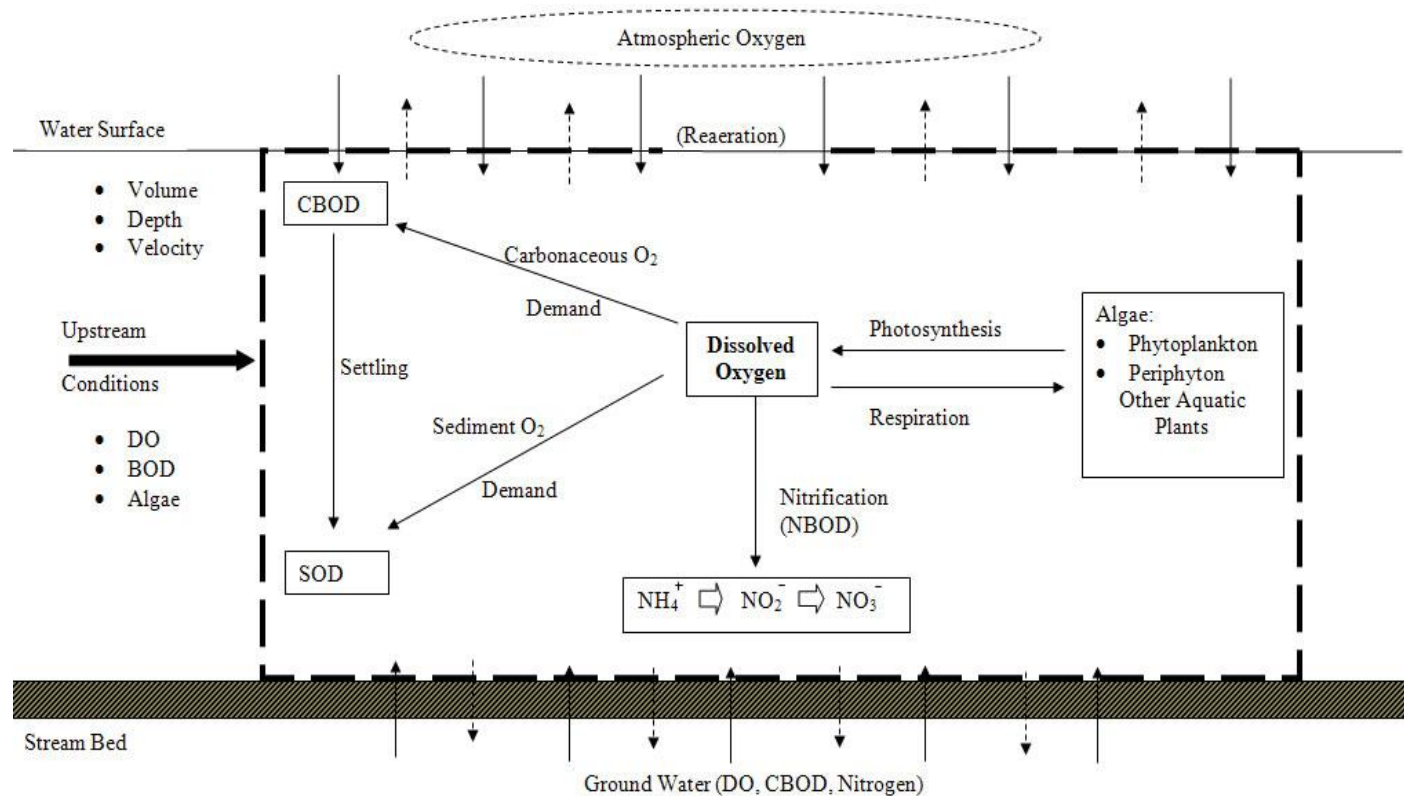 Atmospheric Oxygen
Water Surface
(Reaeration)
• Volume
• Depth
• Velocity
CBOD
Carbonaceous O₂
Demand
Upstream
Conditions
• DO
• BOD
• Algae
Settling
Dissolved
Oxygen
Photosynthesis
Respiration
Algae:
• Phytoplankton
• Periphyton
Other Aquatic
Plants
Sediment O₂
Demand
Nitrification
(NBOD)
SOD
NH₄⁺ ⇨ NO₂⁻ ⇨ NO₃⁻
Stream Bed
Ground Water (DO, CBOD, Nitrogen)